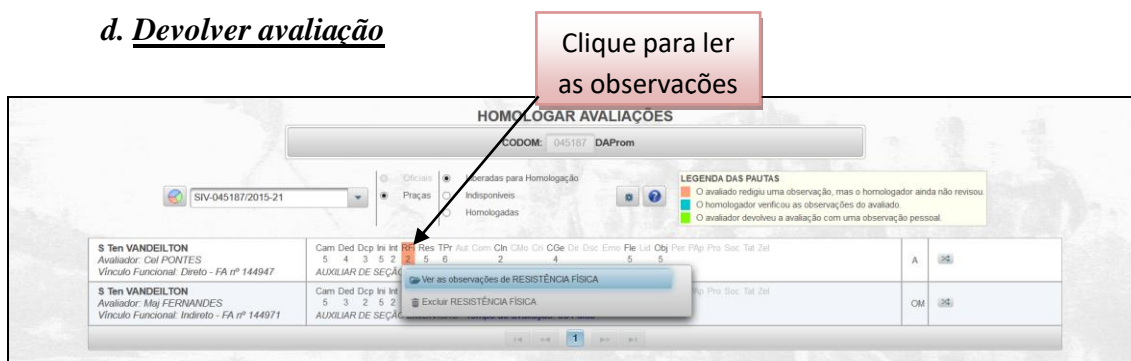 d. Devolver avaliação
Clique para ler
as observacões
HOMOLOGAR AVALIAÇÕES
CODOM: 045187 DAProm
SIV-045187/2015-21
Oficiais
Praças
Liberadas para Homologação
Indisponíveis
Homologadas
LEGENDA DAS PAUTAS
O avaliado redigiu uma observação, mas o homologador ainda não revisou.
O homologador verificou as observações do avaliado.
O avaliador devolveu a avaliação com uma observação pessoal.
S Ten VANDEILTON
Avaliador: Cel PONTES
Vínculo Funcional: Direto - FA nº 144947
Cam Ded Dcp Ini Int RFi Res TPr Aut Com Cln CMo Cri CGe Dir Dsc Emo Fle Lid Obj Per PAp Pro Soc Tat Zel
5 4 3 5 2 2 5 6 2 4 5 5
AUXILIAR DE SEÇÃO
A
Ver as observações de RESISTÊNCIA FÍSICA
Excluir RESISTÊNCIA FÍSICA
S Ten VANDEILTON
Avaliador: Maj FERNANDES
Vínculo Funcional: Indireto - FA nº 144971
Cam Ded Dcp Ini Int PAp Pro Soc Tat Zel
5 3 2 5 2
AUXILIAR DE SEÇÃO
OM
1